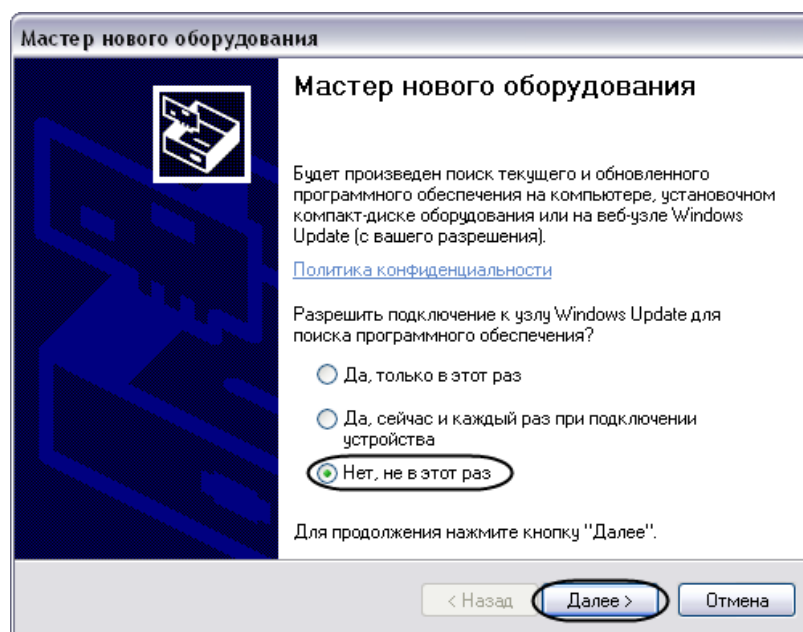 Мастер нового оборудования
Мастер нового оборудования
Будет произведен поиск текущего и обновленного
программного обеспечения на компьютере, установочном
компакт-диске оборудования или на веб-узле Windows
Update (с вашего разрешения).
Политика конфиденциальности
Разрешить подключение к узлу Windows Update для
поиска программного обеспечения?
Да, только в этот раз
Да, сейчас и каждый раз при подключении
устройства
Нет, не в этот раз
Для продолжения нажмите кнопку "Далее".
< Назад Далее > Отмена